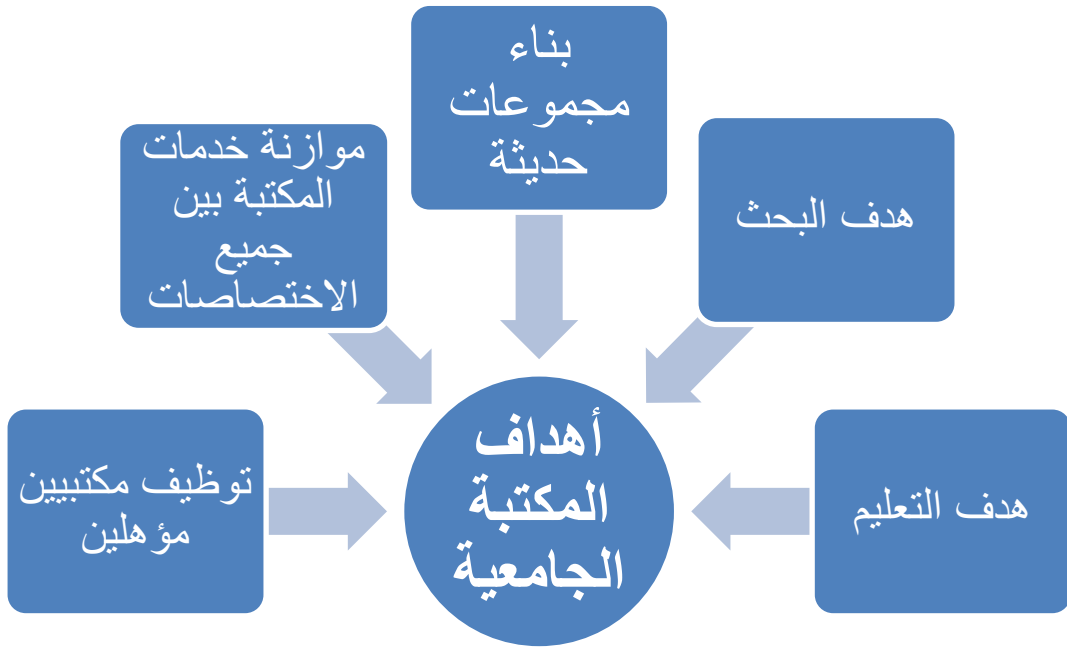 بناء
مجموعات
حديثة
هدف البحث
موازنة خدمات
المكتبة بين
جميع
الاختصاصات
هدف التعليم
توظيف مكتبيين
مؤهلين
أهداف
المكتبة
الجامعية